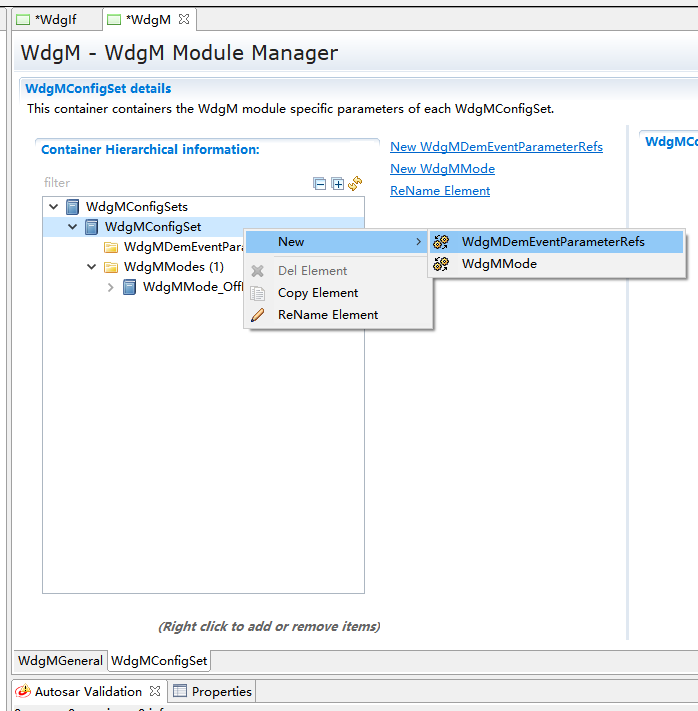 *WdgIf
*WdgM
WdgM - WdgM Module Manager
WdgMConfigSet details
This container containers the WdgM module specific parameters of each WdgMConfigSet.
Container Hierarchical information:
New WdgMDemEventParameterRefs
New WdgMMode
ReName Element
WdgMCo
filter
WdgMConfigSets
WdgMConfigSet
WdgMDemEventPara
WdgMModes (1)
WdgMMode_Off
New
Del Element
Copy Element
ReName Element
WdgMDemEventParameterRefs
WdgMMode
(Right click to add or remove items)
WdgMGeneral
WdgMConfigSet
Autosar Validation
Properties